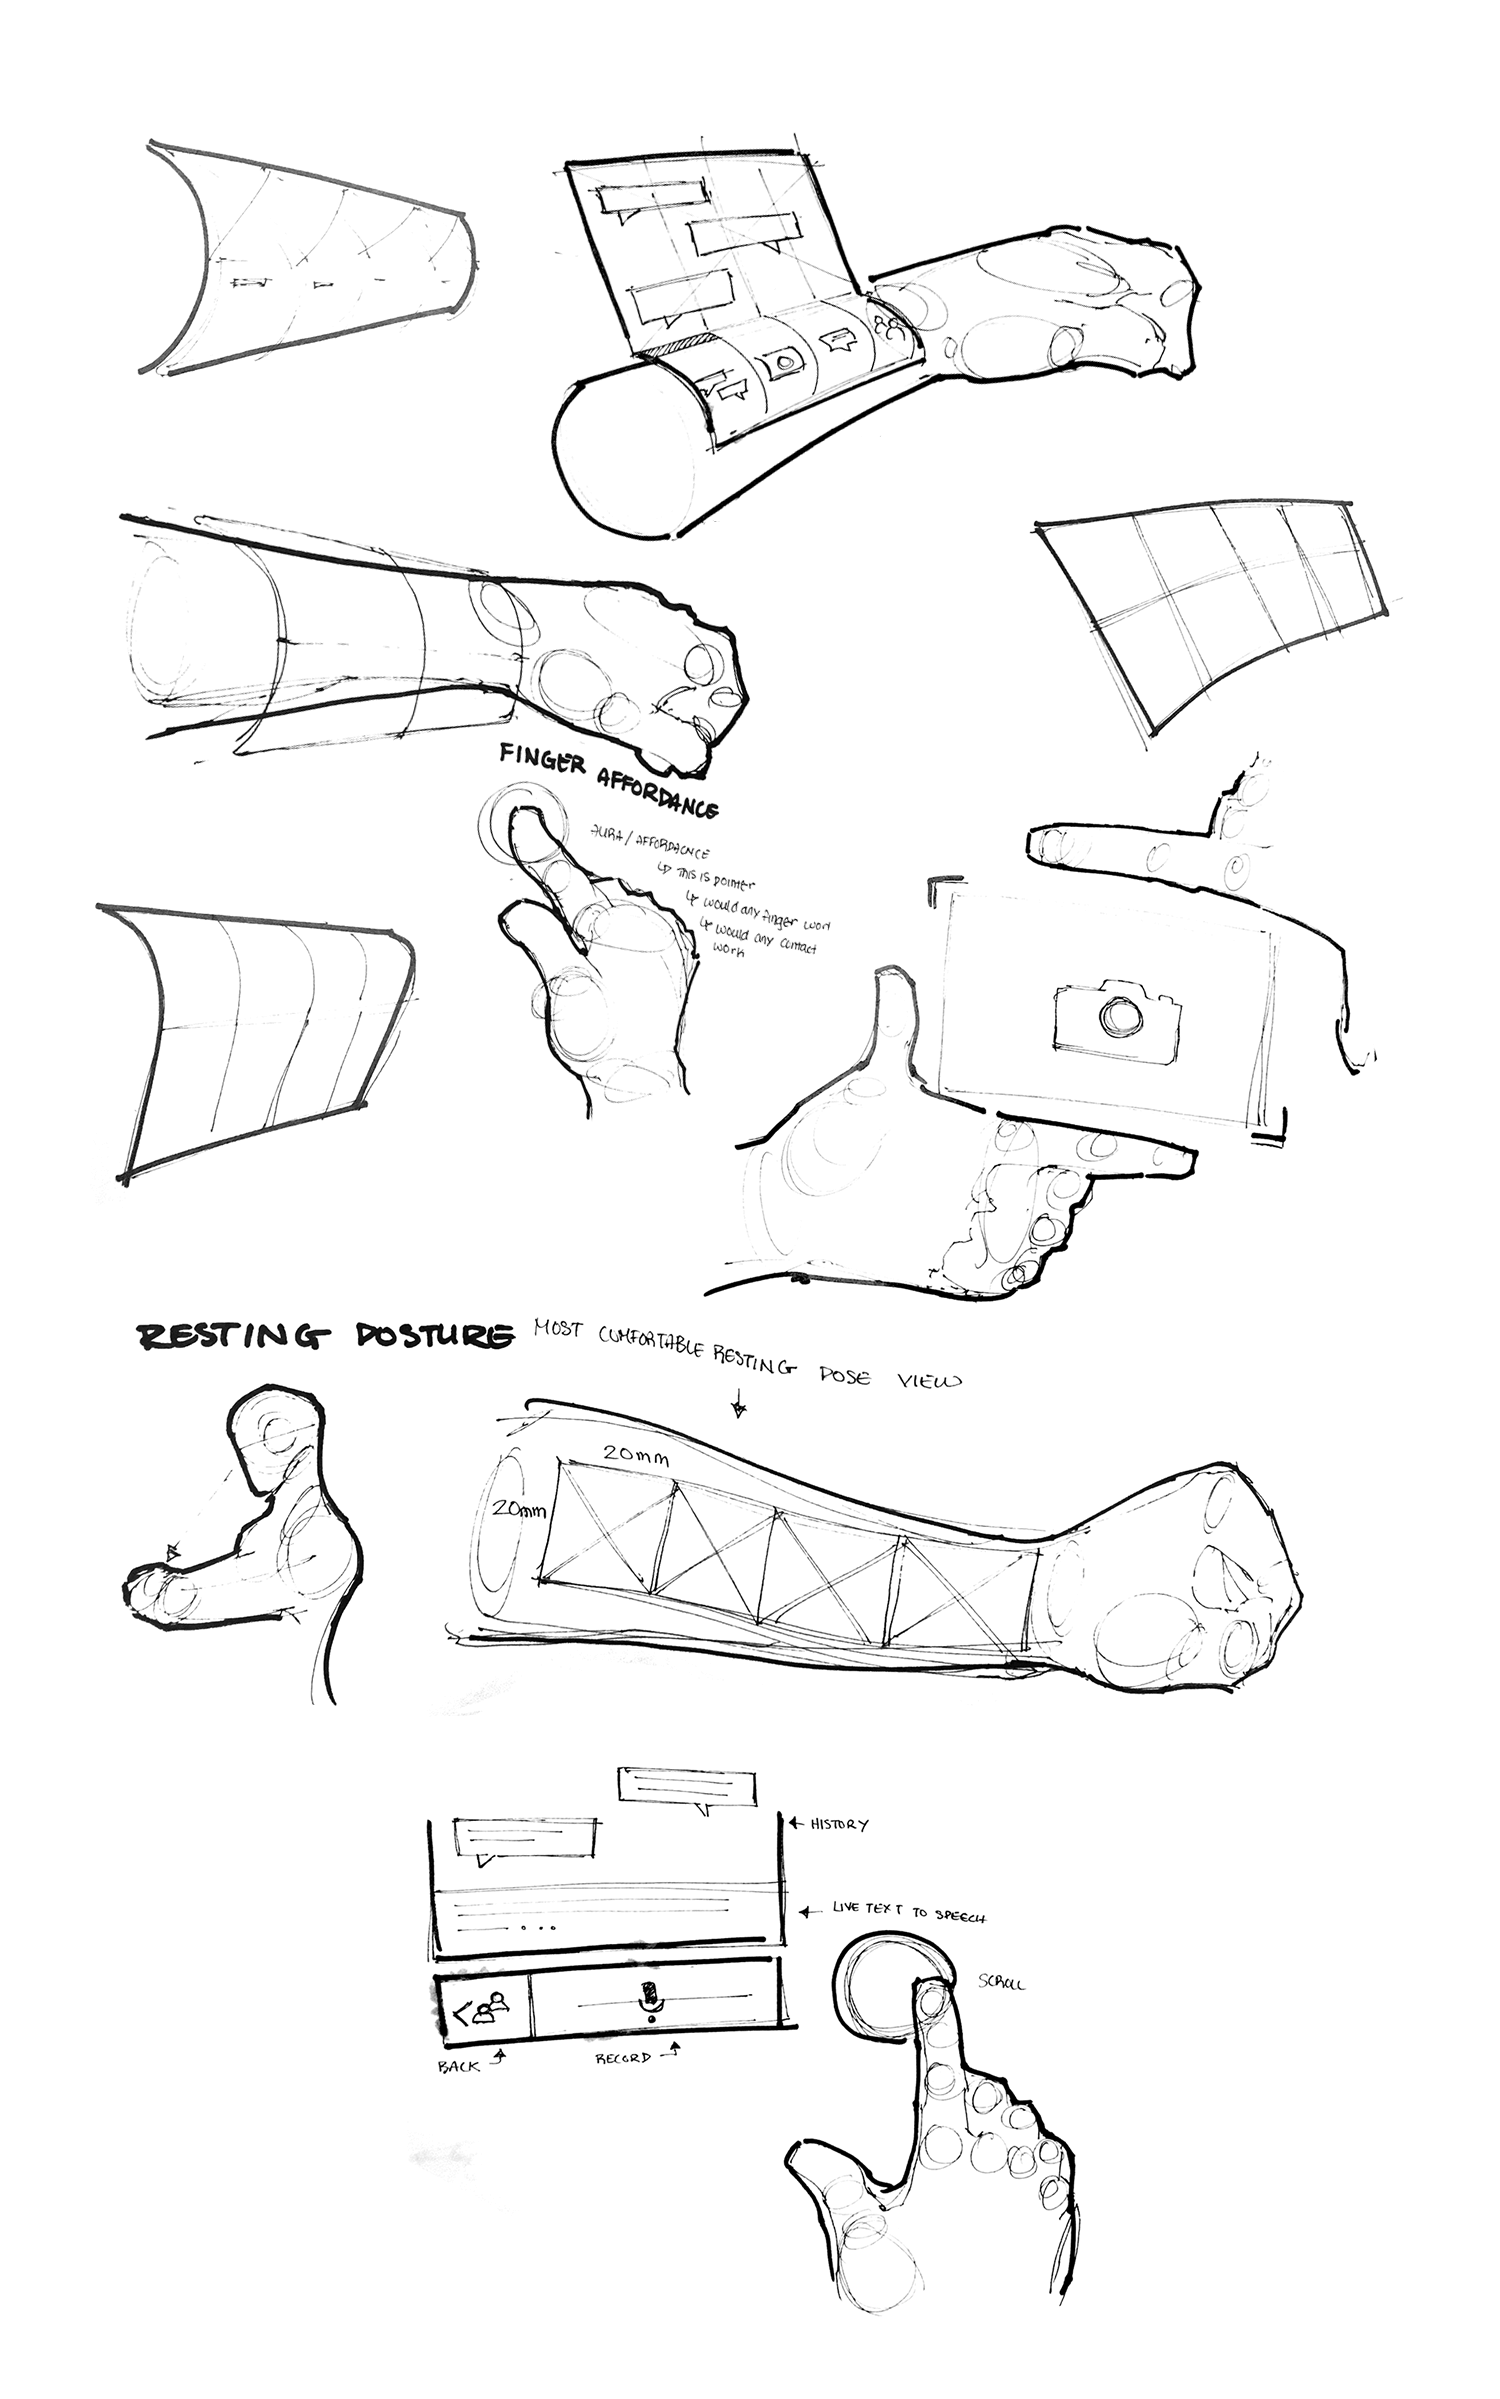 FINGER AFFORDANCE
AURA / AFFORDACNCE
↳ THIS IS POINTER
↳ would any finger work
↳ would any contact
work
RESTING POSTURE
MOST COMFORTABLE RESTING POSE VIEW
20mm
20mm
← HISTORY
← LIVE TEXT TO SPEECH
SCROLL
BACK
RECORD